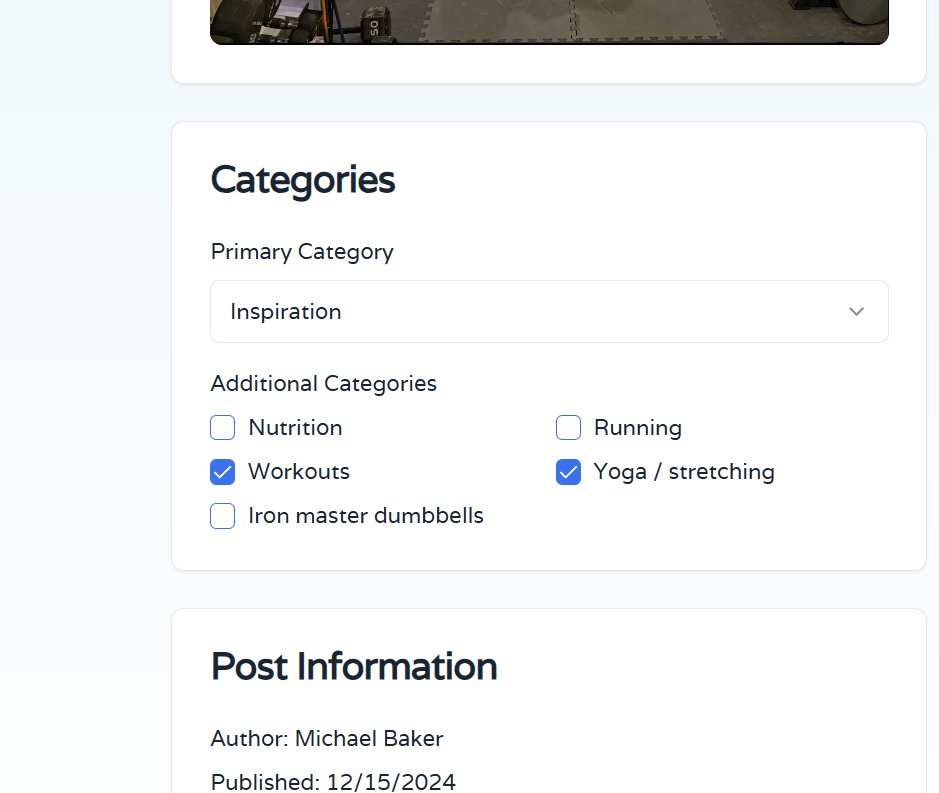 50
Categories
Primary Category
Inspiration
Additional Categories
Nutrition
Running
Workouts
Yoga / stretching
Iron master dumbbells
Post Information
Author: Michael Baker
Published: 12/15/2024